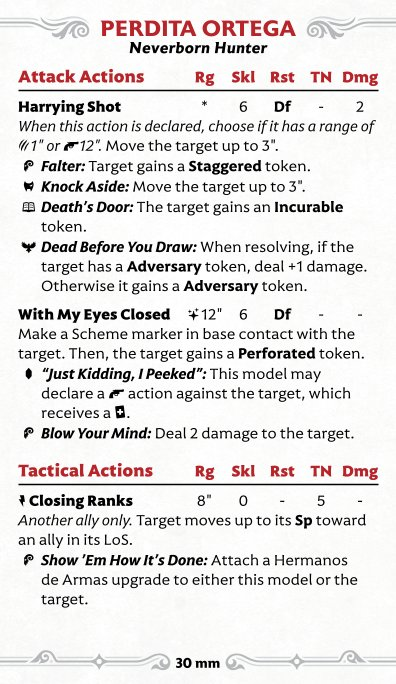 PERDITA ORTEGA
Neverborn Hunter
Attack Actions Rg Skl Rst TN Dmg
Harrying Shot * 6 Df - 2
When this action is declared, choose if it has a range of
1" or 12". Move the target up to 3".
Falter: Target gains a Staggered token.
Knock Aside: Move the target up to 3".
Death's Door: The target gains an Incurable
token.
Dead Before You Draw: When resolving, if the
target has a Adversary token, deal +1 damage.
Otherwise it gains a Adversary token.
With My Eyes Closed 12" 6 Df - -
Make a Scheme marker in base contact with the
target. Then, the target gains a Perforated token.
“Just Kidding, I Peeked”: This model may
declare a action against the target, which
receives a .
Blow Your Mind: Deal 2 damage to the target.
Tactical Actions Rg Skl Rst TN Dmg
Closing Ranks 8" 0 - 5 -
Another ally only. Target moves up to its Sp toward
an ally in its LoS.
Show 'Em How It's Done: Attach a Hermanos
de Armas upgrade to either this model or the
target.
30 mm